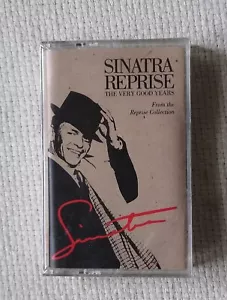 SINATRA
REPRISE
THE VERY GOOD YEARS
From the
Reprise Collection
Sinatra